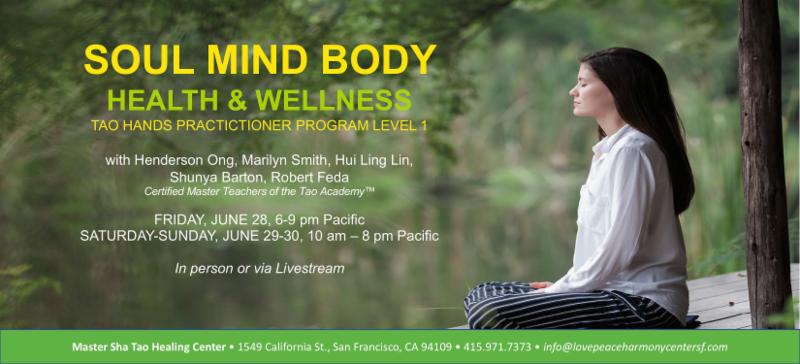 SOUL MIND BODY
HEALTH & WELLNESS
TAO HANDS PRACTICTIONER PROGRAM LEVEL 1
with Henderson Ong, Marilyn Smith, Hui Ling Lin,
Shunya Barton, Robert Feda
Certified Master Teachers of the Tao Academy™
FRIDAY, JUNE 28, 6-9 pm Pacific
SATURDAY-SUNDAY, JUNE 29-30, 10 am – 8 pm Pacific
In person or via Livestream
Master Sha Tao Healing Center • 1549 California St., San Francisco, CA 94109 • 415.971.7373 • info@lovepeaceharmonycentersf.com